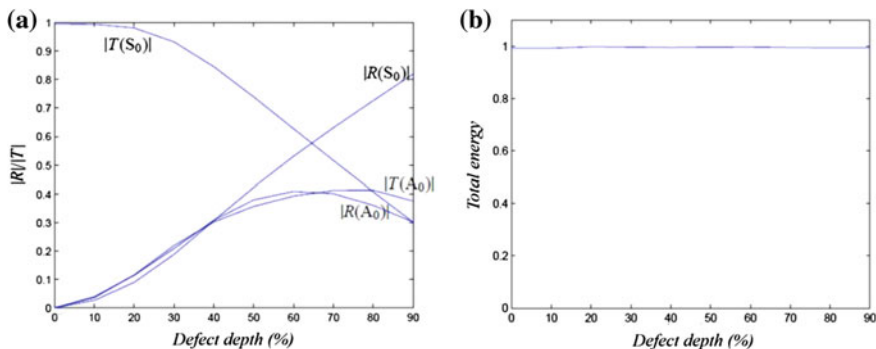 (a)
1
0.9
0.8
0.7
0.6
0.5
0.4
0.3
0.2
0.1
0
|R|/|T|
|T(S₀)|
|R(S₀)|
|T(A₀)|
|R(A₀)|
0 10 20 30 40 50 60 70 80 90
Defect depth (%)
(b)
1
0.8
0.6
0.4
0.2
0
Total energy
0 10 20 30 40 50 60 70 80 90
Defect depth (%)